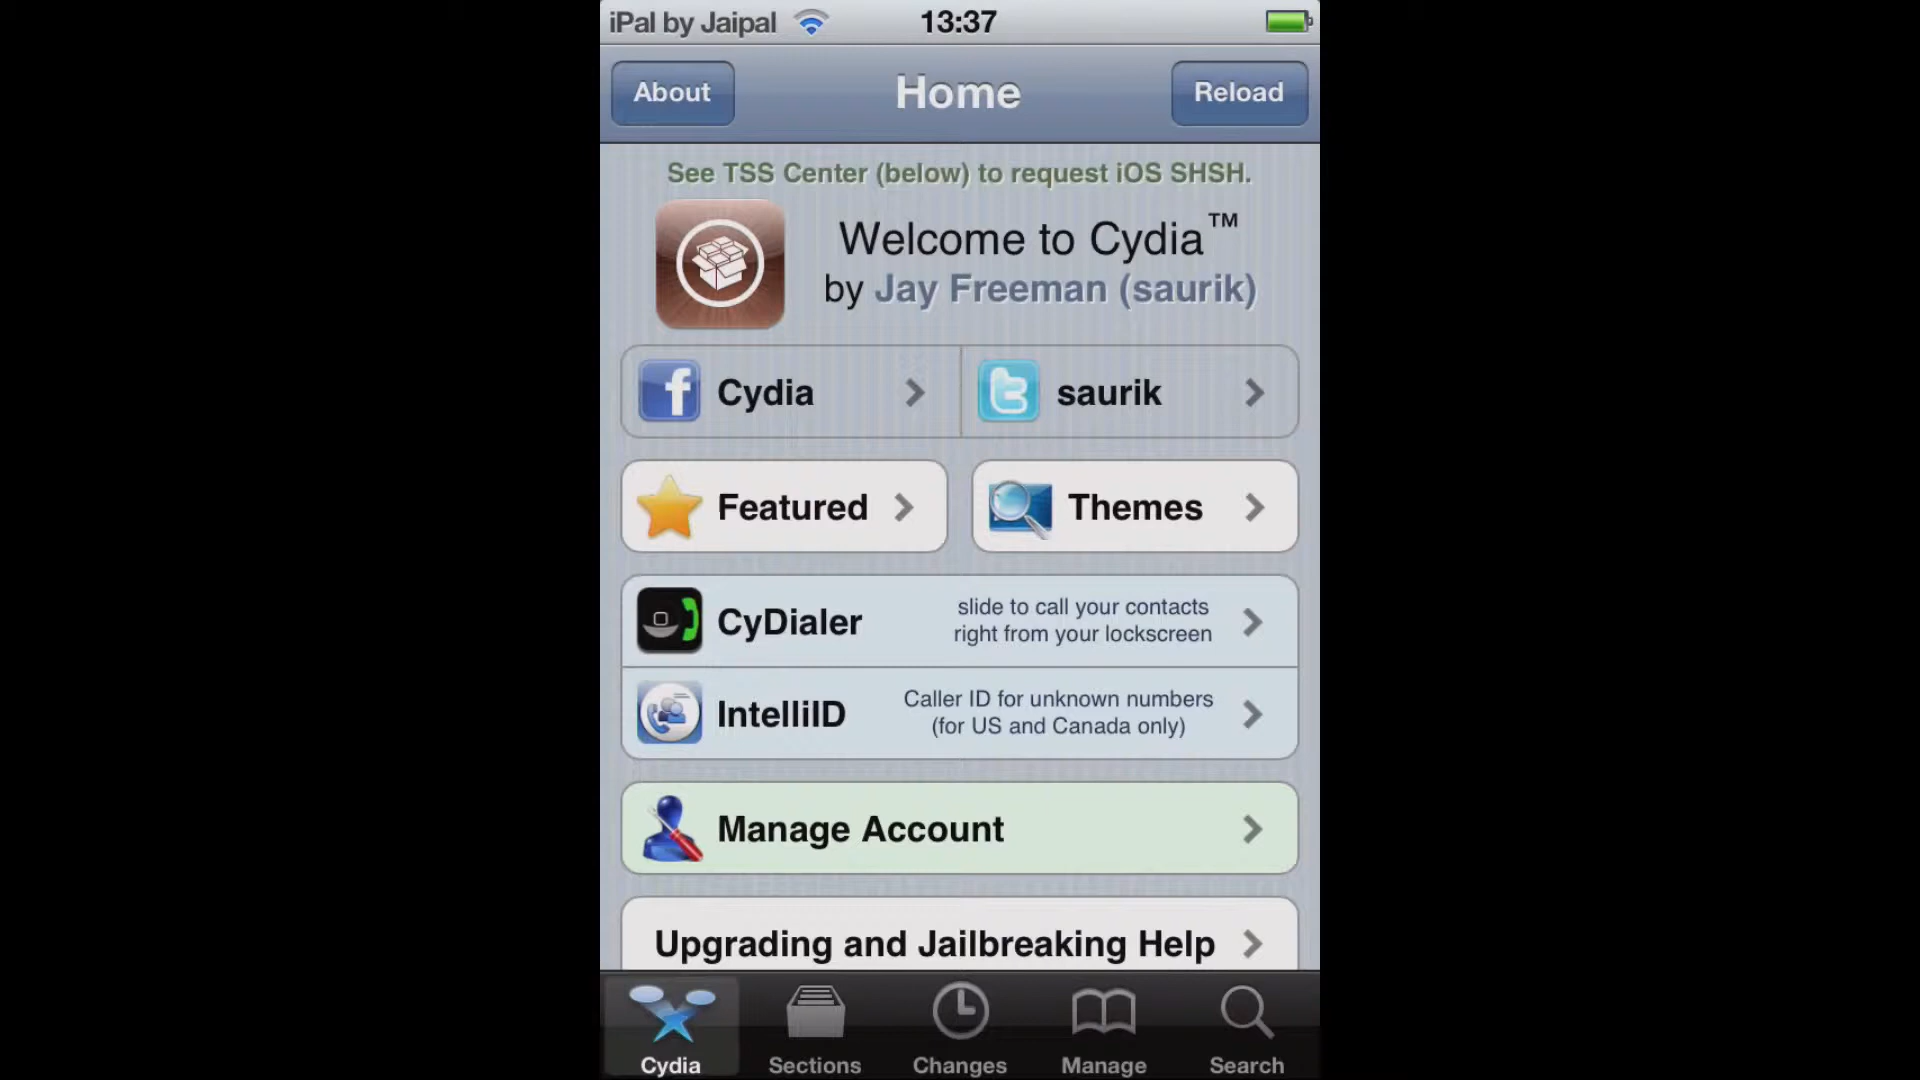 iPal by Jaipal 13:37
About Home Reload
See TSS Center (below) to request iOS SHSH.
Welcome to Cydia™
by Jay Freeman (saurik)
Cydia saurik
Featured Themes
CyDialer
slide to call your contacts
right from your lockscreen
IntelliID
Caller ID for unknown numbers
(for US and Canada only)
Manage Account
Upgrading and Jailbreaking Help
Cydia Sections Changes Manage Search